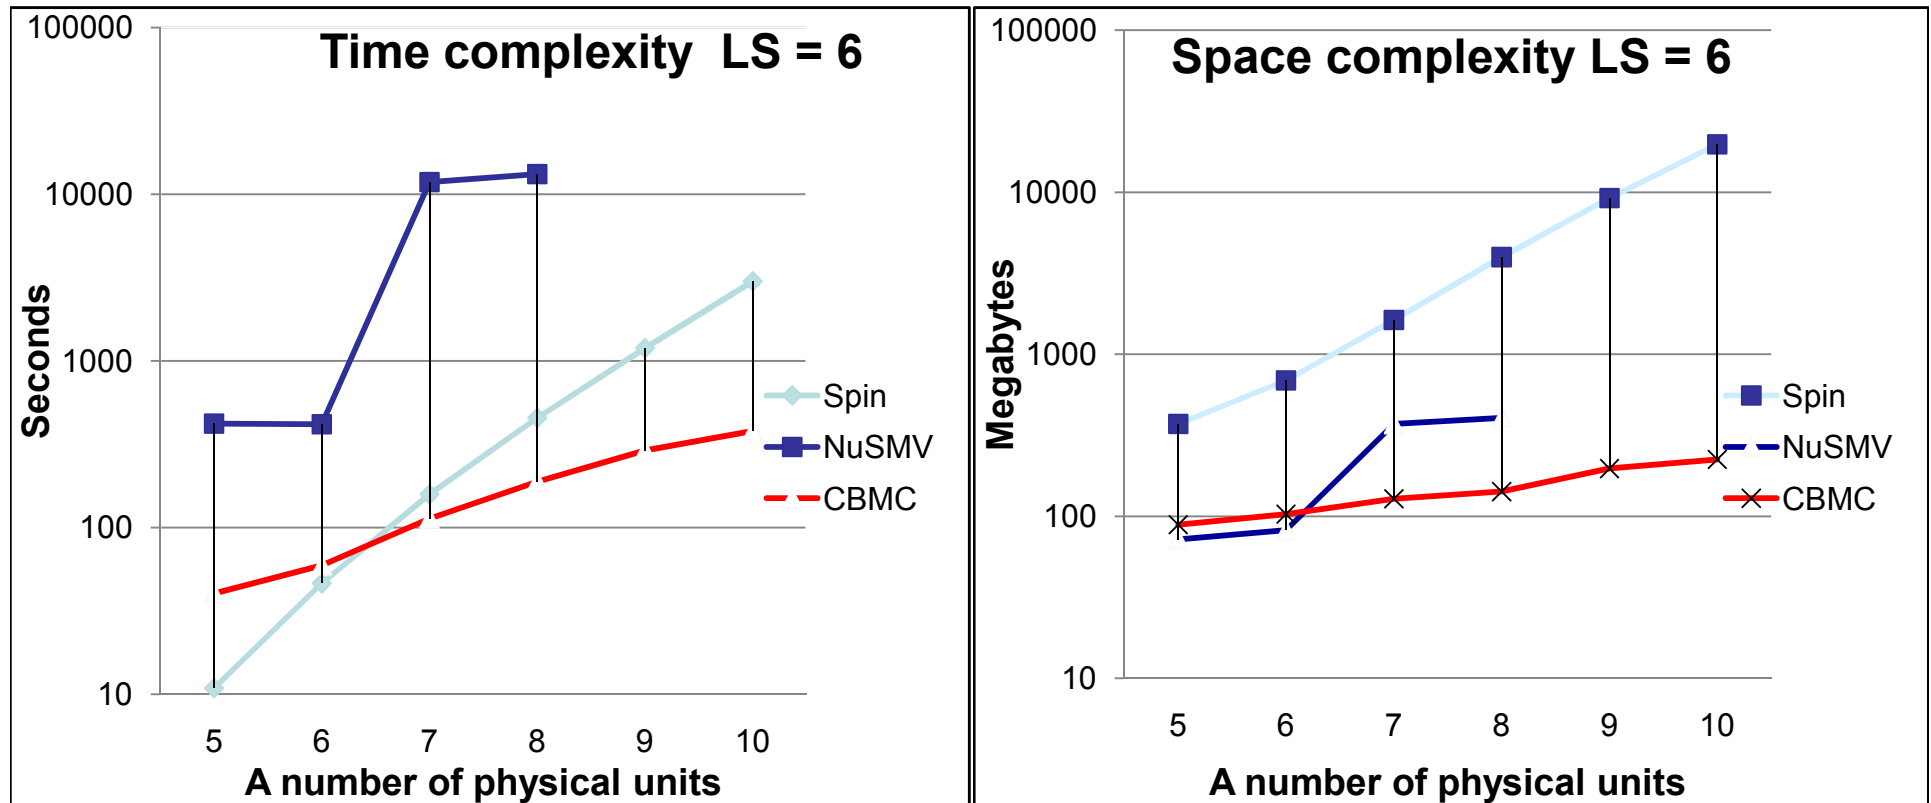 Time complexity  LS = 6
100000
10000
1000
100
10
Seconds
5 6 7 8 9 10
A number of physical units
Spin
NuSMV
CBMC
Space complexity LS = 6
100000
10000
1000
100
10
Megabytes
5 6 7 8 9 10
A number of physical units
Spin
NuSMV
CBMC